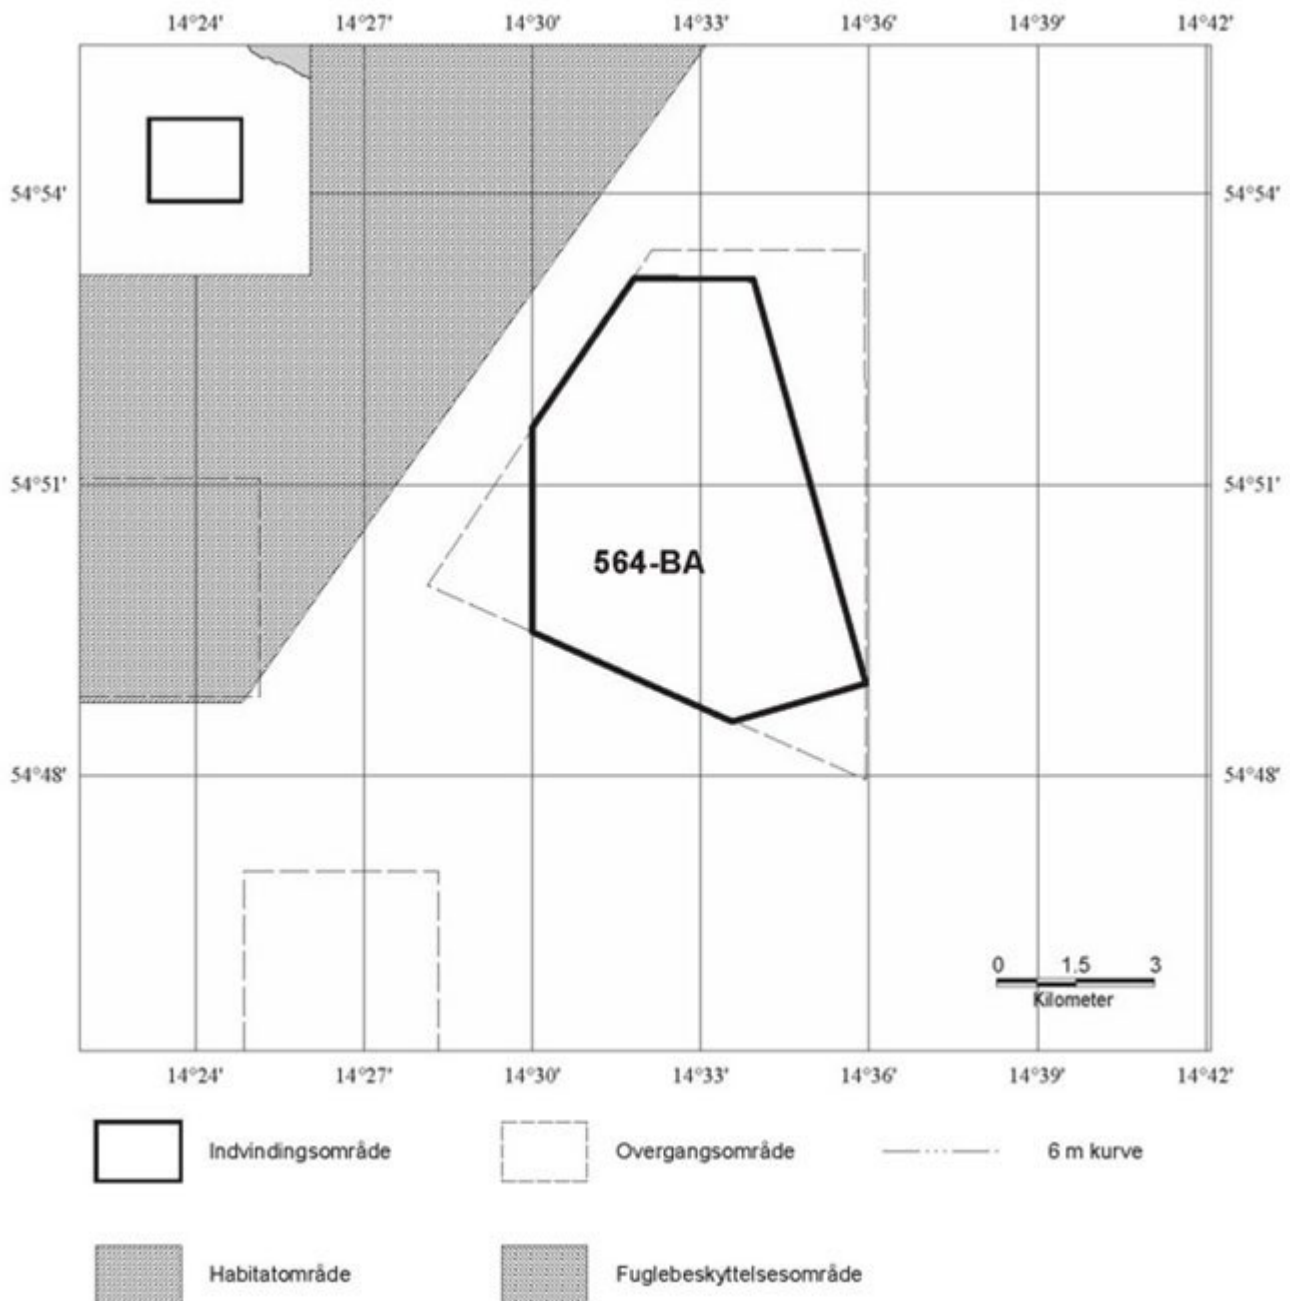 14°24' 14°27' 14°30' 14°33' 14°36' 14°39' 14°42'
54°54' 54°54'
54°51' 54°51'
564-BA
54°48' 54°48'
0 1.5 3
Kilometer
14°24' 14°27' 14°30' 14°33' 14°36' 14°39' 14°42'
Indvindingsområde Overgangsområde 6 m kurve
Habitatområde Fuglebeskyttelsesområde